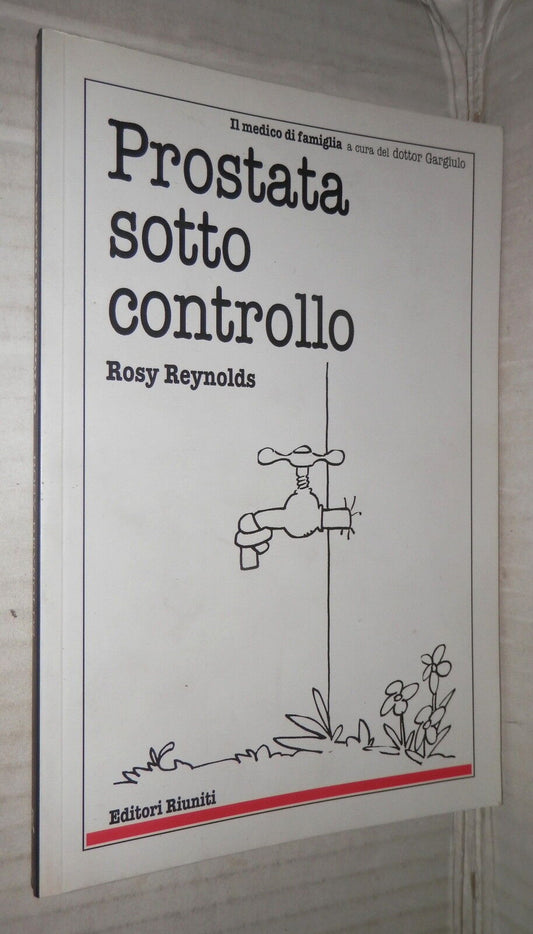 Il medico di famiglia a cura del dottor Gargiulo
Prostata
sotto
controllo
Rosy Reynolds
Editori Riuniti